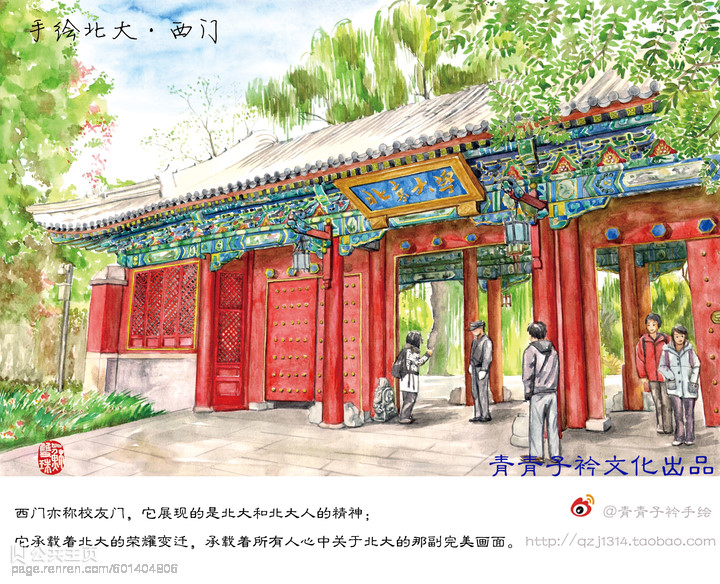 手绘北大·西门
北京大学
青青子衿文化出品
西门亦称校友门，它展现的是北大和北大人的精神；
@青青子衿手绘
它承载着北大的荣耀变迁，承载着所有人心中关于北大的那副完美画面。
http://qzj1314.taobao.com
公共主页
page.renren.com/601404806